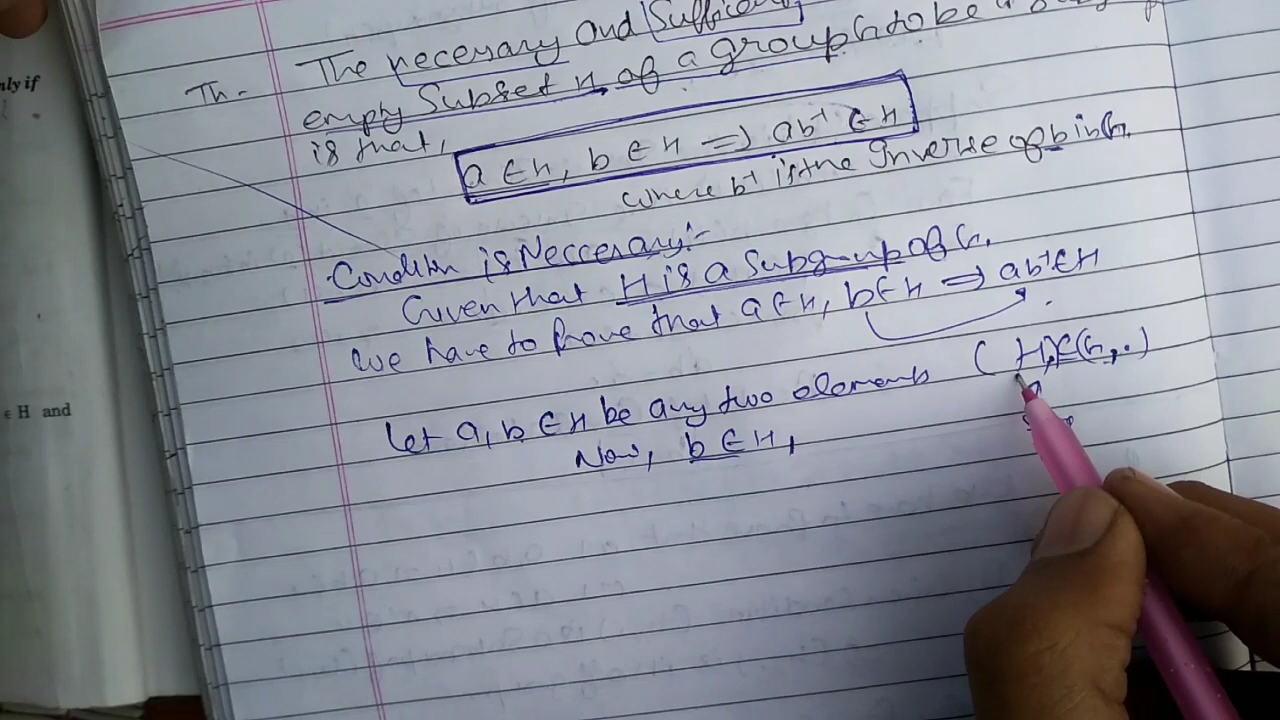 The necessary and Sufficient
Th. - empty Subset H of a group G to be a
is that,
a ∈ H, b ∈ H => ab⁻¹ ∈ H
where b⁻¹ is the Inverse of b in G.
Condition is Neccesary:-
Given that H is a Subgroup of G.
we have to Prove that a ∈ H, b ∈ H => ab⁻¹ ∈ H
Let a, b ∈ H be any two elements (H, ⊆(G, .)
Now, b ∈ H,
nly if
∈ H and